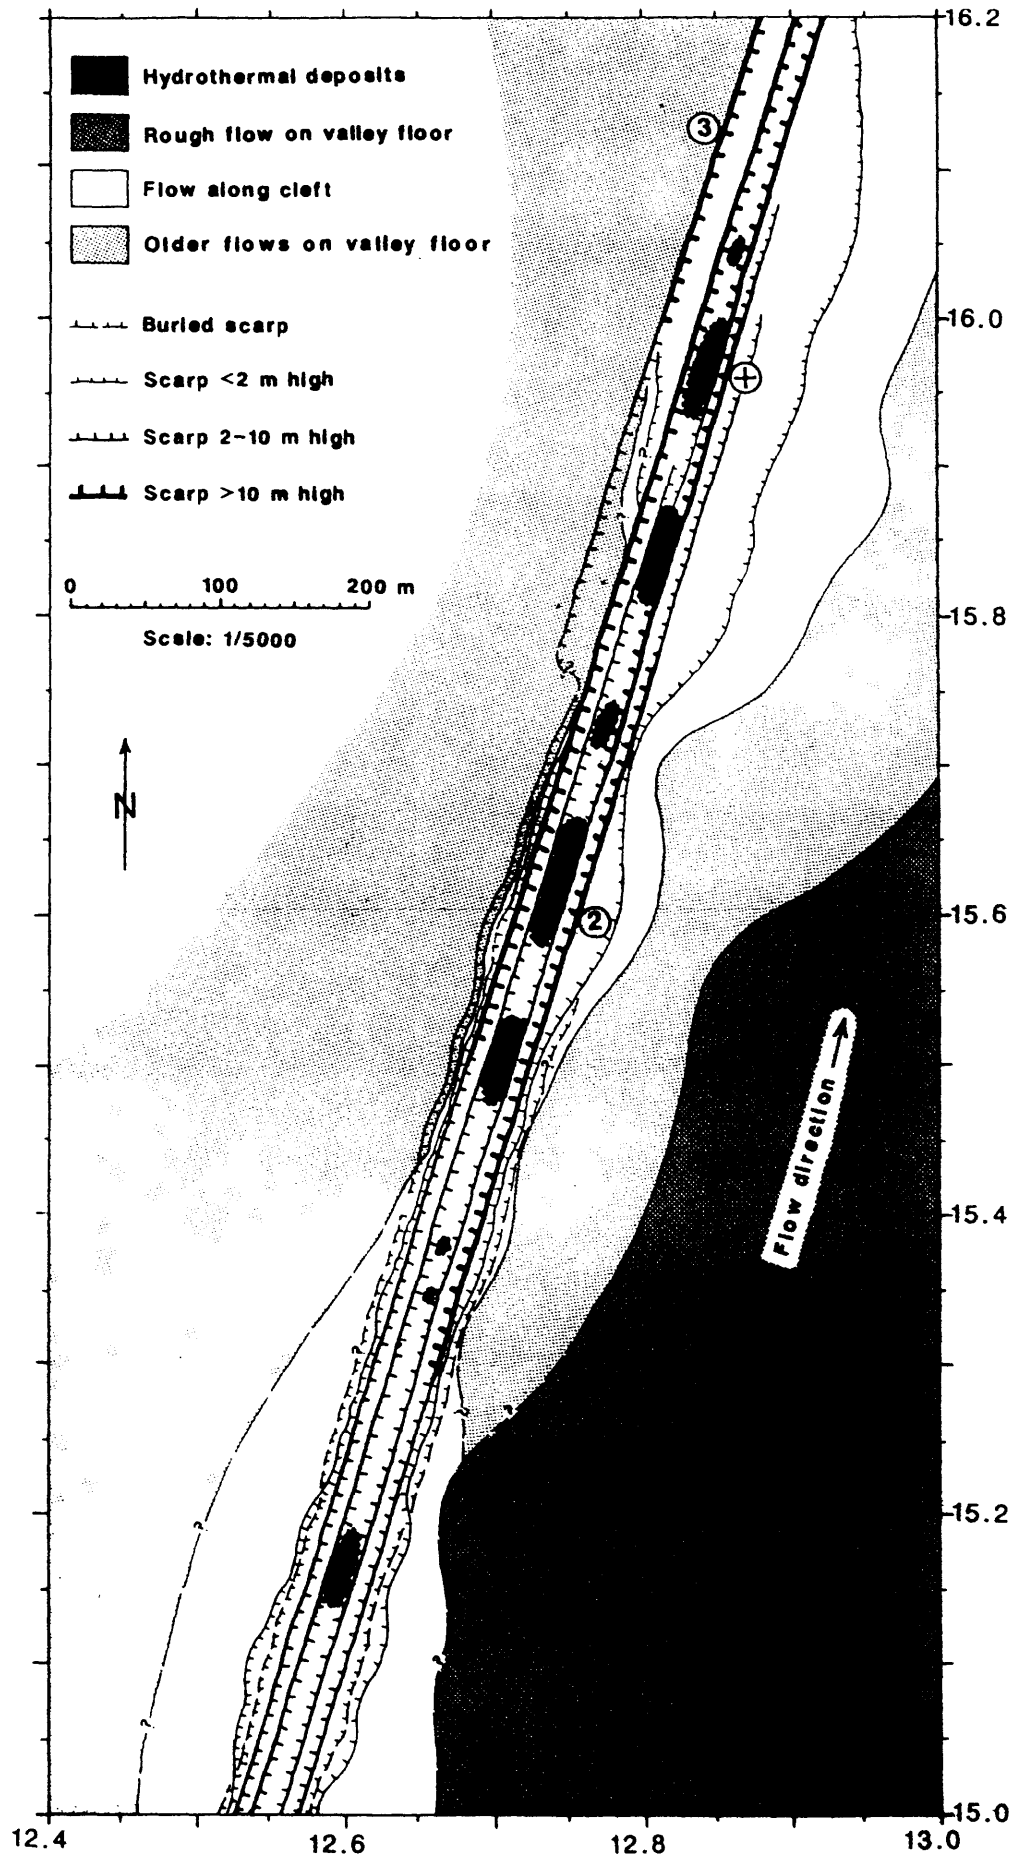 16.2
Hydrothermal deposits
Rough flow on valley floor
Flow along cleft
Older flows on valley floor
Buried scarp
Scarp <2 m high
Scarp 2-10 m high
Scarp >10 m high
0 100 200 m
Scale: 1/5000
N
3
16.0
?
?
15.8
?
2
15.6
?
Flow direction
15.4
?
?
?
15.2
?
?
?
15.0
12.4 12.6 12.8 13.0